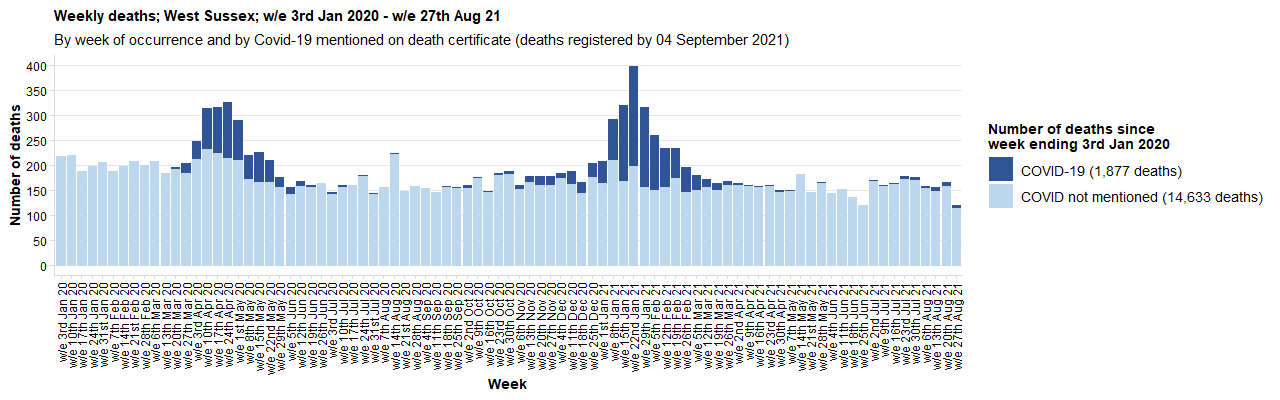 Weekly deaths; West Sussex; w/e 3rd Jan 2020 - w/e 27th Aug 21
By week of occurrence and by Covid-19 mentioned on death certificate (deaths registered by 04 September 2021)
Number of deaths
400
350
300
250
200
150
100
50
0
w/e 3rd Jan 20
w/e 10th Jan 20
w/e 17th Jan 20
w/e 24th Jan 20
w/e 31st Jan 20
w/e 7th Feb 20
w/e 14th Feb 20
w/e 21st Feb 20
w/e 28th Feb 20
w/e 6th Mar 20
w/e 13th Mar 20
w/e 20th Mar 20
w/e 27th Mar 20
w/e 3rd Apr 20
w/e 10th Apr 20
w/e 17th Apr 20
w/e 24th Apr 20
w/e 1st May 20
w/e 8th May 20
w/e 15th May 20
w/e 22nd May 20
w/e 29th May 20
w/e 5th Jun 20
w/e 12th Jun 20
w/e 19th Jun 20
w/e 26th Jun 20
w/e 3rd Jul 20
w/e 10th Jul 20
w/e 17th Jul 20
w/e 24th Jul 20
w/e 31st Jul 20
w/e 7th Aug 20
w/e 14th Aug 20
w/e 21st Aug 20
w/e 28th Aug 20
w/e 4th Sep 20
w/e 11th Sep 20
w/e 18th Sep 20
w/e 25th Sep 20
w/e 2nd Oct 20
w/e 9th Oct 20
w/e 16th Oct 20
w/e 23rd Oct 20
w/e 30th Oct 20
w/e 6th Nov 20
w/e 13th Nov 20
w/e 20th Nov 20
w/e 27th Nov 20
w/e 4th Dec 20
w/e 11th Dec 20
w/e 18th Dec 20
w/e 25th Dec 20
w/e 1st Jan 21
w/e 8th Jan 21
w/e 15th Jan 21
w/e 22nd Jan 21
w/e 29th Jan 21
w/e 5th Feb 21
w/e 12th Feb 21
w/e 19th Feb 21
w/e 26th Feb 21
w/e 5th Mar 21
w/e 12th Mar 21
w/e 19th Mar 21
w/e 26th Mar 21
w/e 2nd Apr 21
w/e 9th Apr 21
w/e 16th Apr 21
w/e 23rd Apr 21
w/e 30th Apr 21
w/e 7th May 21
w/e 14th May 21
w/e 21st May 21
w/e 28th May 21
w/e 4th Jun 21
w/e 11th Jun 21
w/e 18th Jun 21
w/e 25th Jun 21
w/e 2nd Jul 21
w/e 9th Jul 21
w/e 16th Jul 21
w/e 23rd Jul 21
w/e 30th Jul 21
w/e 6th Aug 21
w/e 13th Aug 21
w/e 20th Aug 21
w/e 27th Aug 21
Week
Number of deaths since
week ending 3rd Jan 2020
COVID-19 (1,877 deaths)
COVID not mentioned (14,633 deaths)